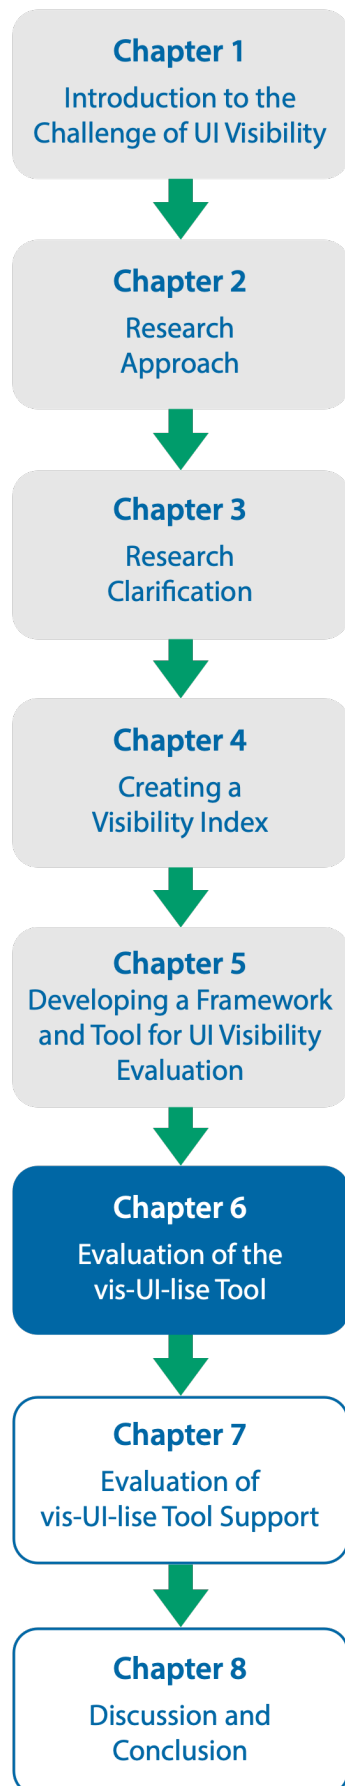 Chapter 1
Introduction to the
Challenge of UI Visibility
Chapter 2
Research
Approach
Chapter 3
Research
Clarification
Chapter 4
Creating a
Visibility Index
Chapter 5
Developing a Framework
and Tool for UI Visibility
Evaluation
Chapter 6
Evaluation of the
vis-UI-lise Tool
Chapter 7
Evaluation of
vis-UI-lise Tool Support
Chapter 8
Discussion and
Conclusion